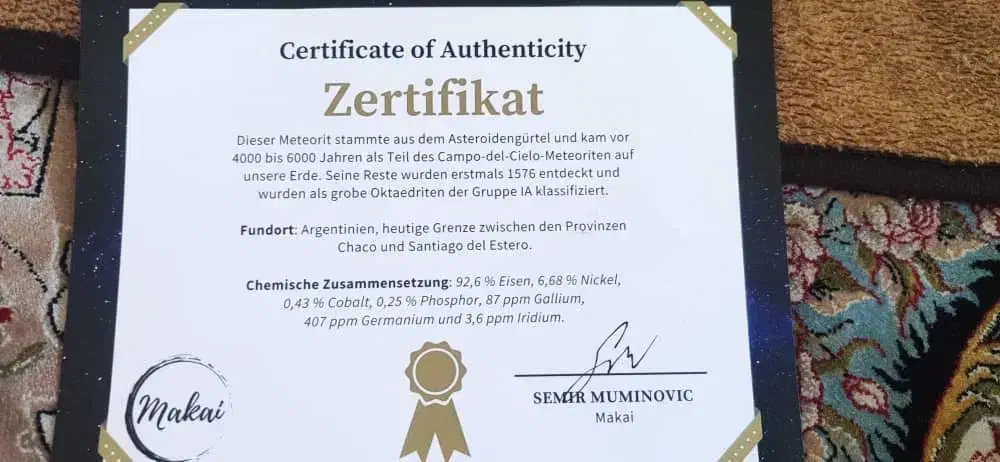 Certificate of Authenticity
Zertifikat
Dieser Meteorit stammte aus dem Asteroidengürtel und kam vor
4000 bis 6000 Jahren als Teil des Campo-del-Cielo-Meteoriten auf
unsere Erde. Seine Reste wurden erstmals 1576 entdeckt und
wurden als grobe Oktaedriten der Gruppe IA klassifiziert.
Fundort: Argentinien, heutige Grenze zwischen den Provinzen
Chaco und Santiago del Estero.
Chemische Zusammensetzung: 92,6 % Eisen, 6,68 % Nickel,
0,43 % Cobalt, 0,25 % Phosphor, 87 ppm Gallium,
407 ppm Germanium und 3,6 ppm Iridium.
Makai
SEMIR MUMINOVIC
Makai